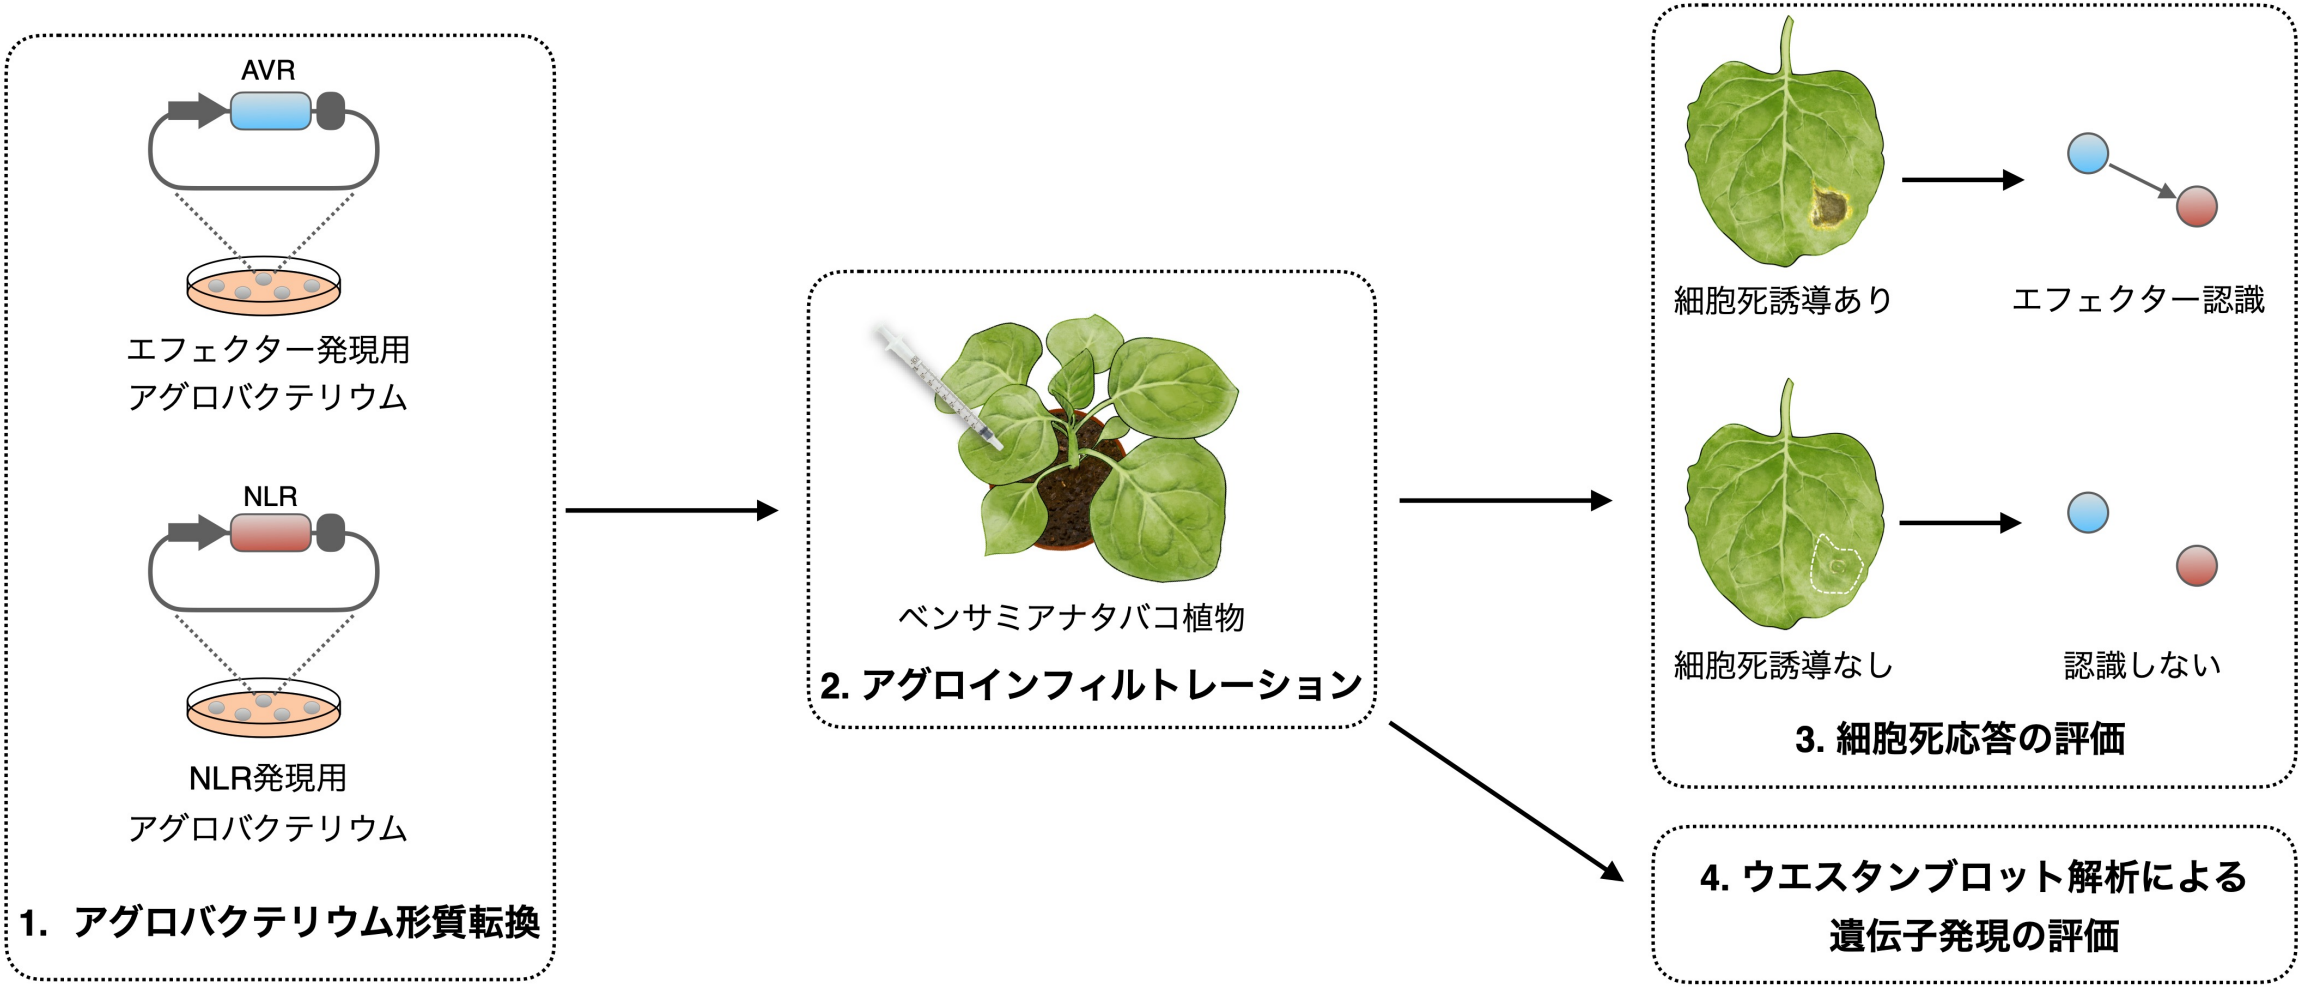 AVR
エフェクター発現用
アグロバクテリウム
NLR
NLR発現用
アグロバクテリウム
1. アグロバクテリウム形質転換
ベンサミアナタバコ植物
2. アグロインフィルトレーション
細胞死誘導あり
エフェクター認識
細胞死誘導なし
認識しない
3. 細胞死応答の評価
4. ウエスタンブロット解析による
遺伝子発現の評価